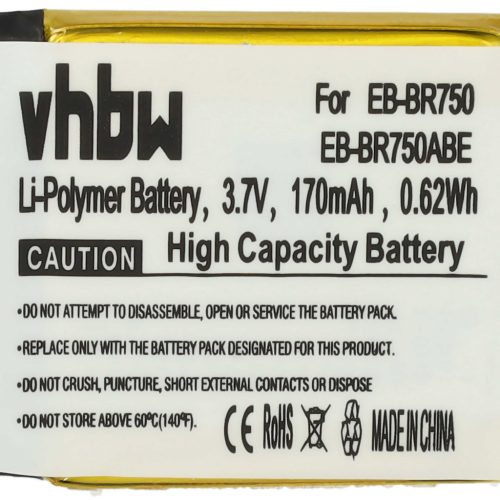 vhbw For EB-BR750
EB-BR750ABE
Li-Polymer Battery, 3.7V, 170mAh , 0.62Wh
CAUTION High Capacity Battery
•DO NOT ATTEMPT TO DISASSEMBLE, OPEN OR SERVICE THE BATTERY PACK.
•REPLACE ONLY WITH THE BATTERY PACK DESIGNATED FOR THIS PRODUCT.
•DO NOT CRUSH, PUNCTURE, SHORT EXTERNAL CONTACTS OR DISPOSE
•DO NOT STORE ABOVE 60ºC(140ºF)
CE RoHS MADE IN CHINA